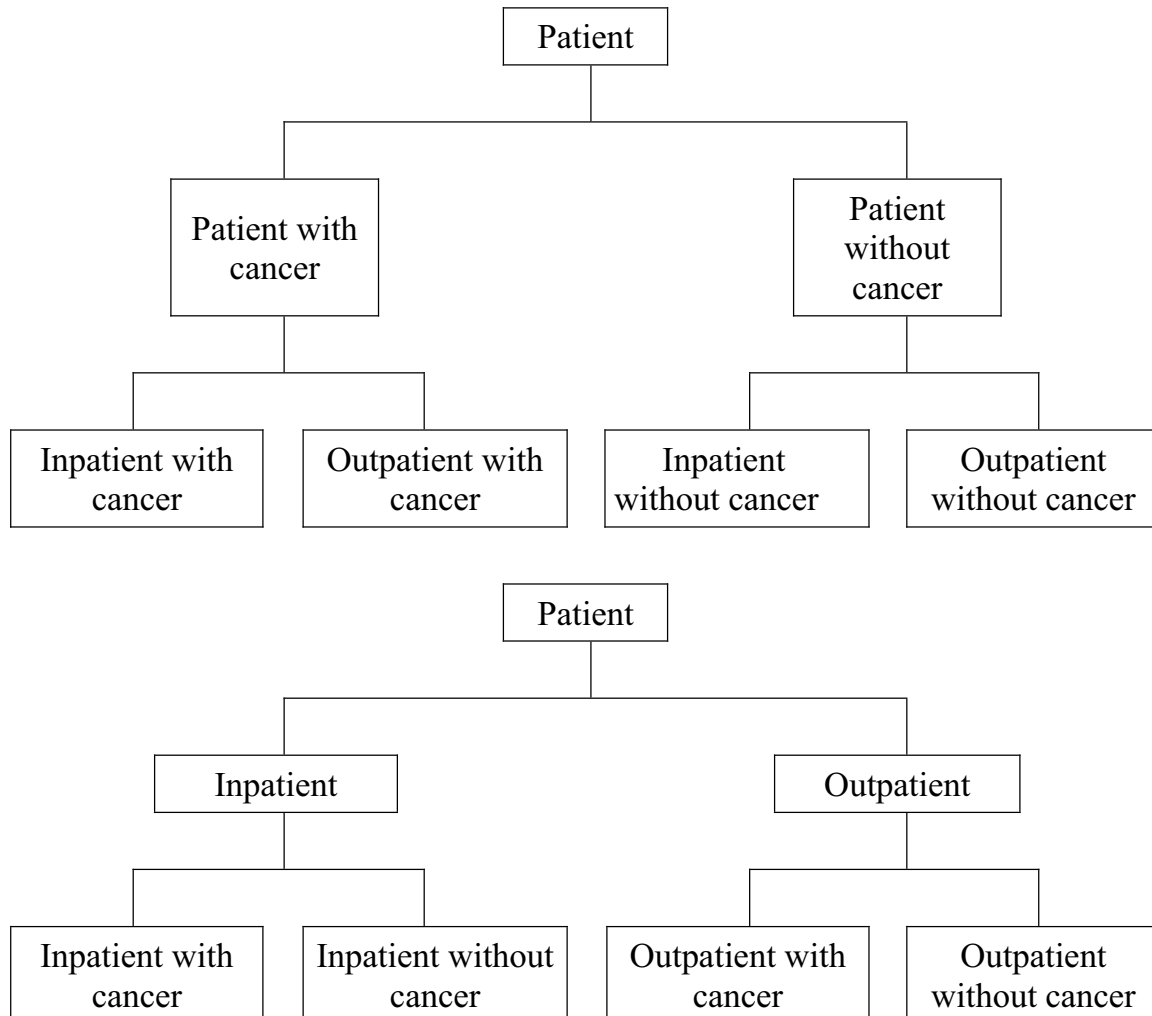 Patient
Patient with
cancer
Patient
without
cancer
Inpatient with
cancer
Outpatient with
cancer
Inpatient
without cancer
Outpatient
without cancer
Patient
Inpatient
Outpatient
Inpatient with
cancer
Inpatient without
cancer
Outpatient with
cancer
Outpatient
without cancer